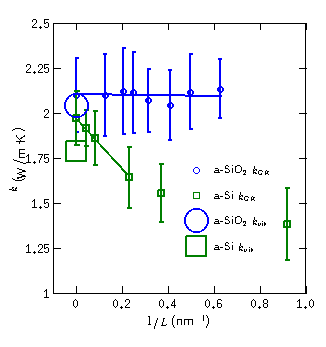 2.5
2.25
2
1.75
1.5
1.25
1
k (W/m·K)
a-SiO2 kGK
a-Si kGK
a-SiO2 kvib
a-Si kvib
0 0.2 0.4 0.6 0.8 1.0
1/L (nm⁻¹)